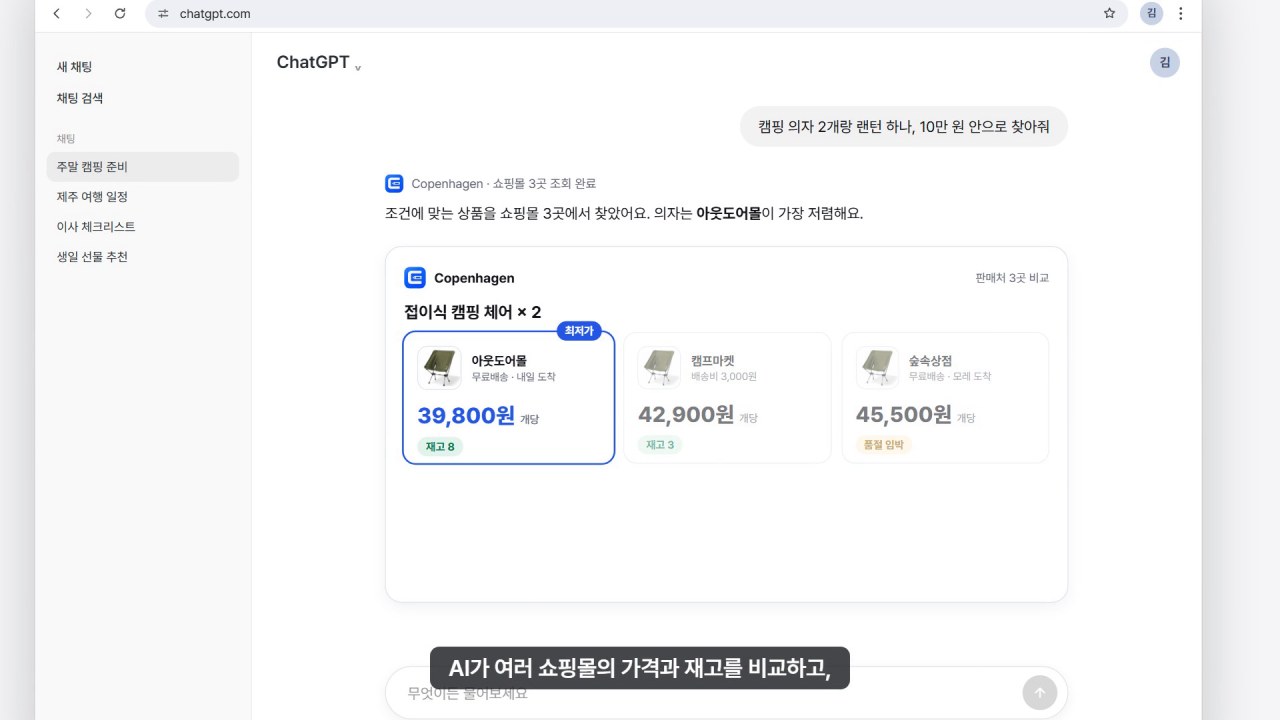 chatgpt.com
김
새 채팅
채팅 검색
채팅
주말 캠핑 준비
제주 여행 일정
이사 체크리스트
생일 선물 추천
ChatGPT
김
캠핑 의자 2개랑 랜턴 하나, 10만 원 안으로 찾아줘
Copenhagen · 쇼핑몰 3곳 조회 완료
조건에 맞는 상품을 쇼핑몰 3곳에서 찾았어요. 의자는 아웃도어몰이 가장 저렴해요.
Copenhagen
판매처 3곳 비교
접이식 캠핑 체어 × 2
최저가
아웃도어몰
무료배송 · 내일 도착
39,800원 개당
재고 8
캠프마켓
배송비 3,000원
42,900원 개당
재고 3
숲속상점
무료배송 · 모레 도착
45,500원 개당
품절 임박
AI가 여러 쇼핑몰의 가격과 재고를 비교하고,
무엇이든 물어보세요